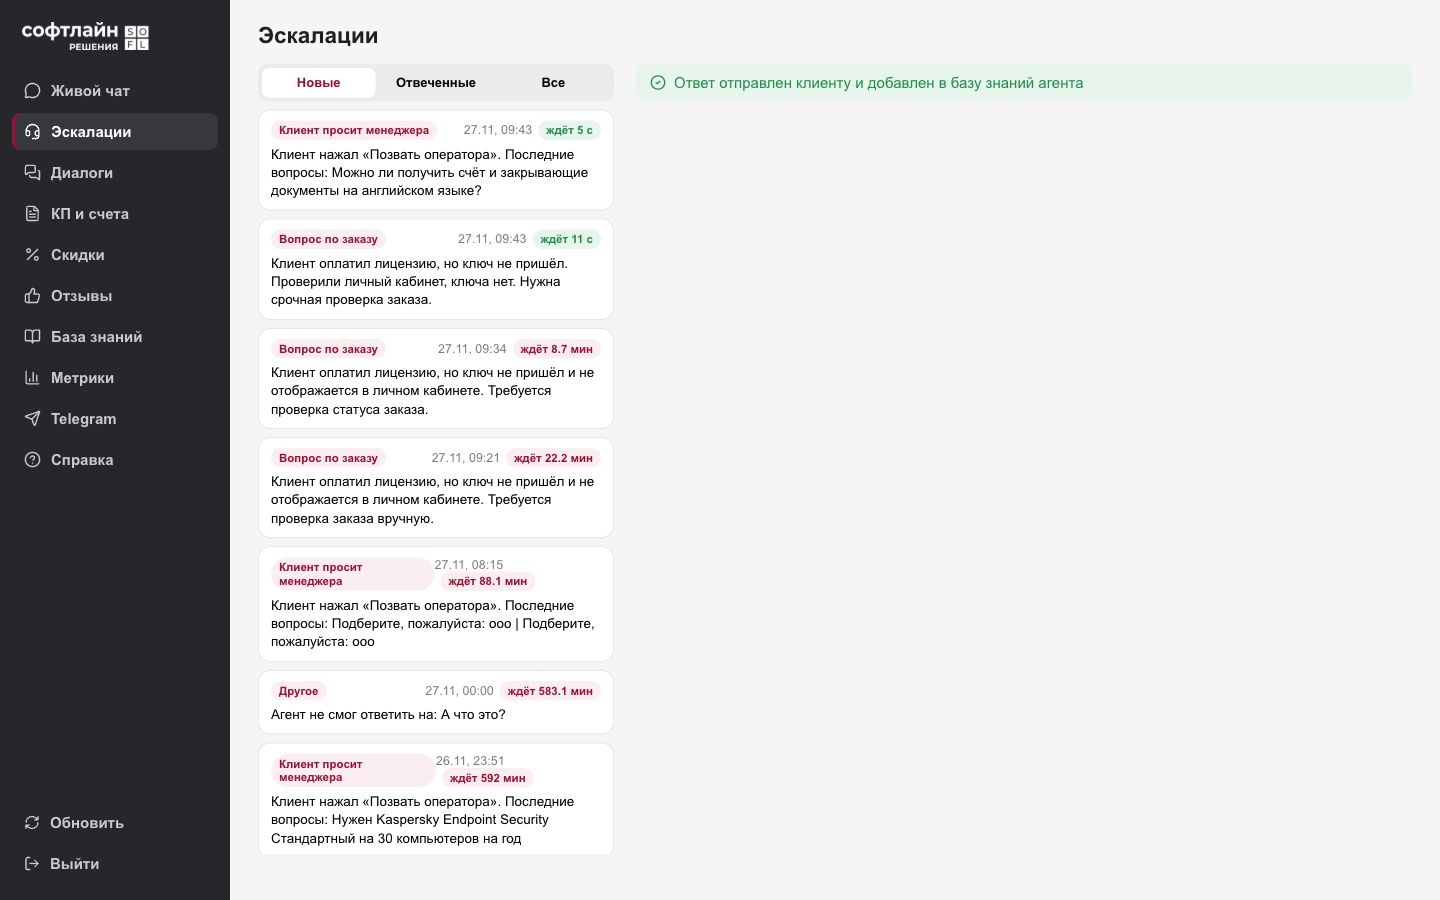 софтлайн
решения
SO
FL
Живой чат
Эскалации
Диалоги
КП и счета
Скидки
Отзывы
База знаний
Метрики
Telegram
Справка
Обновить
Выйти
Эскалации
Новые Отвеченные Все
Клиент просит менеджера 27.11, 09:43 ждёт 5 с
Клиент нажал «Позвать оператора». Последние
вопросы: Можно ли получить счёт и закрывающие
документы на английском языке?
Вопрос по заказу 27.11, 09:43 ждёт 11 с
Клиент оплатил лицензию, но ключ не пришёл.
Проверили личный кабинет, ключа нет. Нужна
срочная проверка заказа.
Вопрос по заказу 27.11, 09:34 ждёт 8.7 мин
Клиент оплатил лицензию, но ключ не пришёл и не
отображается в личном кабинете. Требуется
проверка статуса заказа.
Вопрос по заказу 27.11, 09:21 ждёт 22.2 мин
Клиент оплатил лицензию, но ключ не пришёл и не
отображается в личном кабинете. Требуется
проверка заказа вручную.
Клиент просит
менеджера
27.11, 08:15
ждёт 88.1 мин
Клиент нажал «Позвать оператора». Последние
вопросы: Подберите, пожалуйста: ооо | Подберите,
пожалуйста: ооо
Другое 27.11, 00:00 ждёт 583.1 мин
Агент не смог ответить на: А что это?
Клиент просит
менеджера
26.11, 23:51
ждёт 592 мин
Клиент нажал «Позвать оператора». Последние
вопросы: Нужен Kaspersky Endpoint Security
Стандартный на 30 компьютеров на год
Ответ отправлен клиенту и добавлен в базу знаний агента